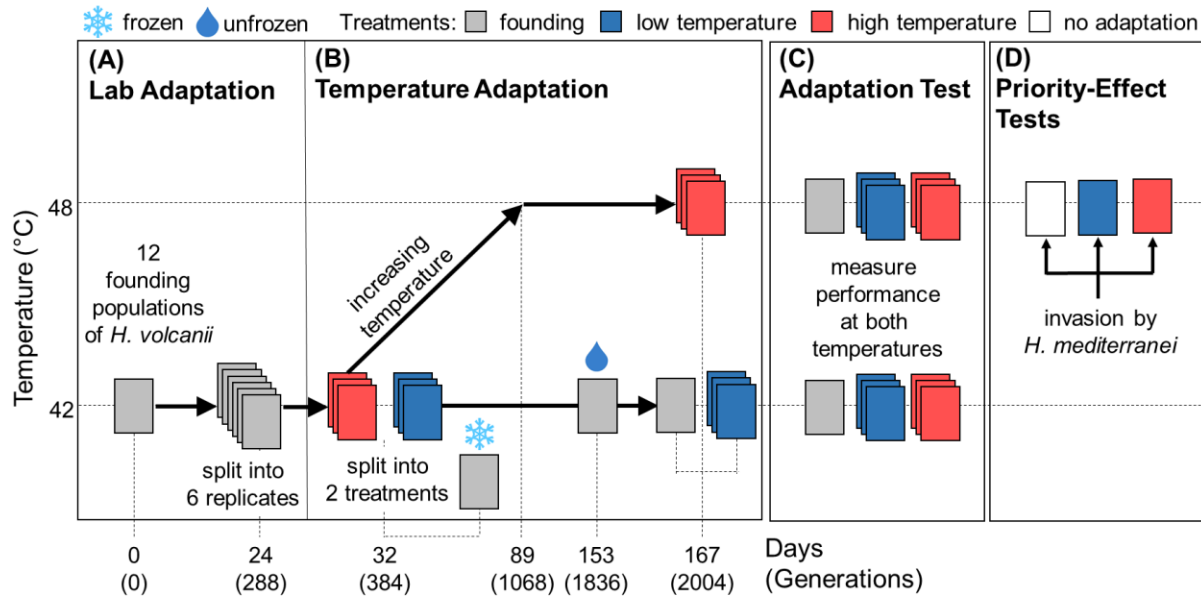 frozen unfrozen Treatments: founding low temperature high temperature no adaptation
(A)
Lab Adaptation
(B)
Temperature Adaptation
(C)
Adaptation Test
(D)
Priority-Effect
Tests
Temperature (°C)
48
42
12
founding
populations
of H. volcanii
split into
6 replicates
increasing
temperature
split into
2 treatments
measure
performance
at both
temperatures
invasion by
H. mediterranei
0 24 32 89 153 167 Days
(0) (288) (384) (1068) (1836) (2004) (Generations)